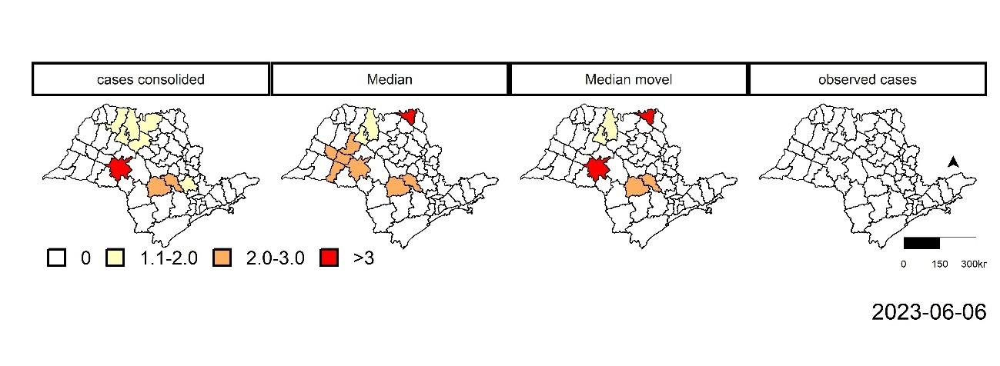 cases consolided
Median
Median movel
observed cases
0 1.1-2.0 2.0-3.0 >3
0 150 300kr
2023-06-06